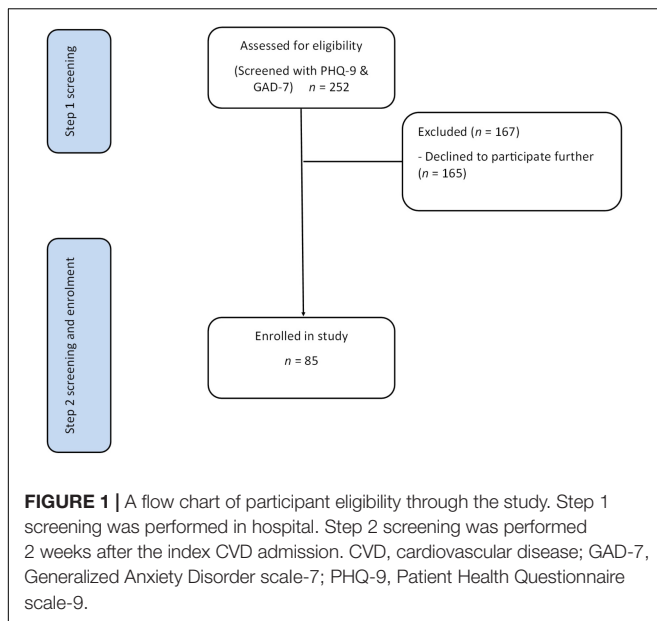 Step 1 screening
Assessed for eligibility
(Screened with PHQ-9 &
GAD-7) n = 252
Excluded (n = 167)
- Declined to participate further
(n = 165)
Step 2 screening and enrolment
Enrolled in study
n = 85
FIGURE 1 | A flow chart of participant eligibility through the study. Step 1
screening was performed in hospital. Step 2 screening was performed
2 weeks after the index CVD admission. CVD, cardiovascular disease; GAD-7,
Generalized Anxiety Disorder scale-7; PHQ-9, Patient Health Questionnaire
scale-9.